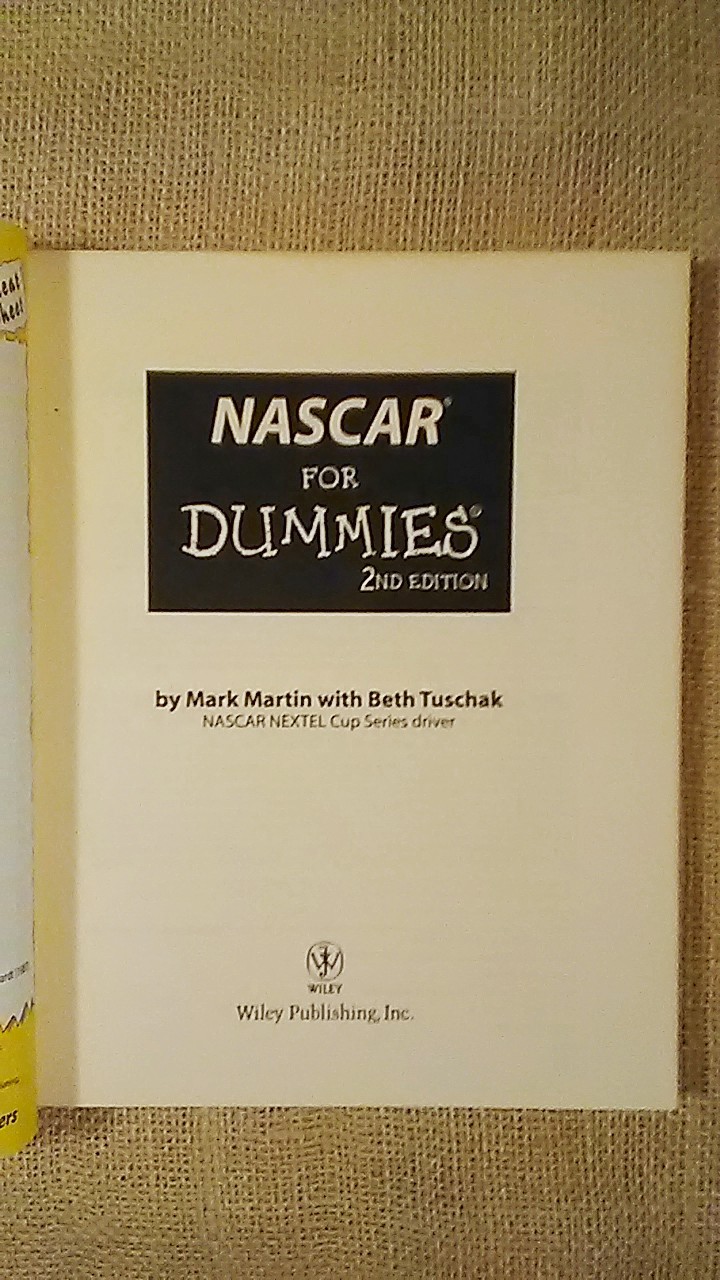 NASCAR®
FOR
DUMMIES®
2ND EDITION
by Mark Martin with Beth Tuschak
NASCAR NEXTEL Cup Series driver
WILEY
Wiley Publishing, Inc.